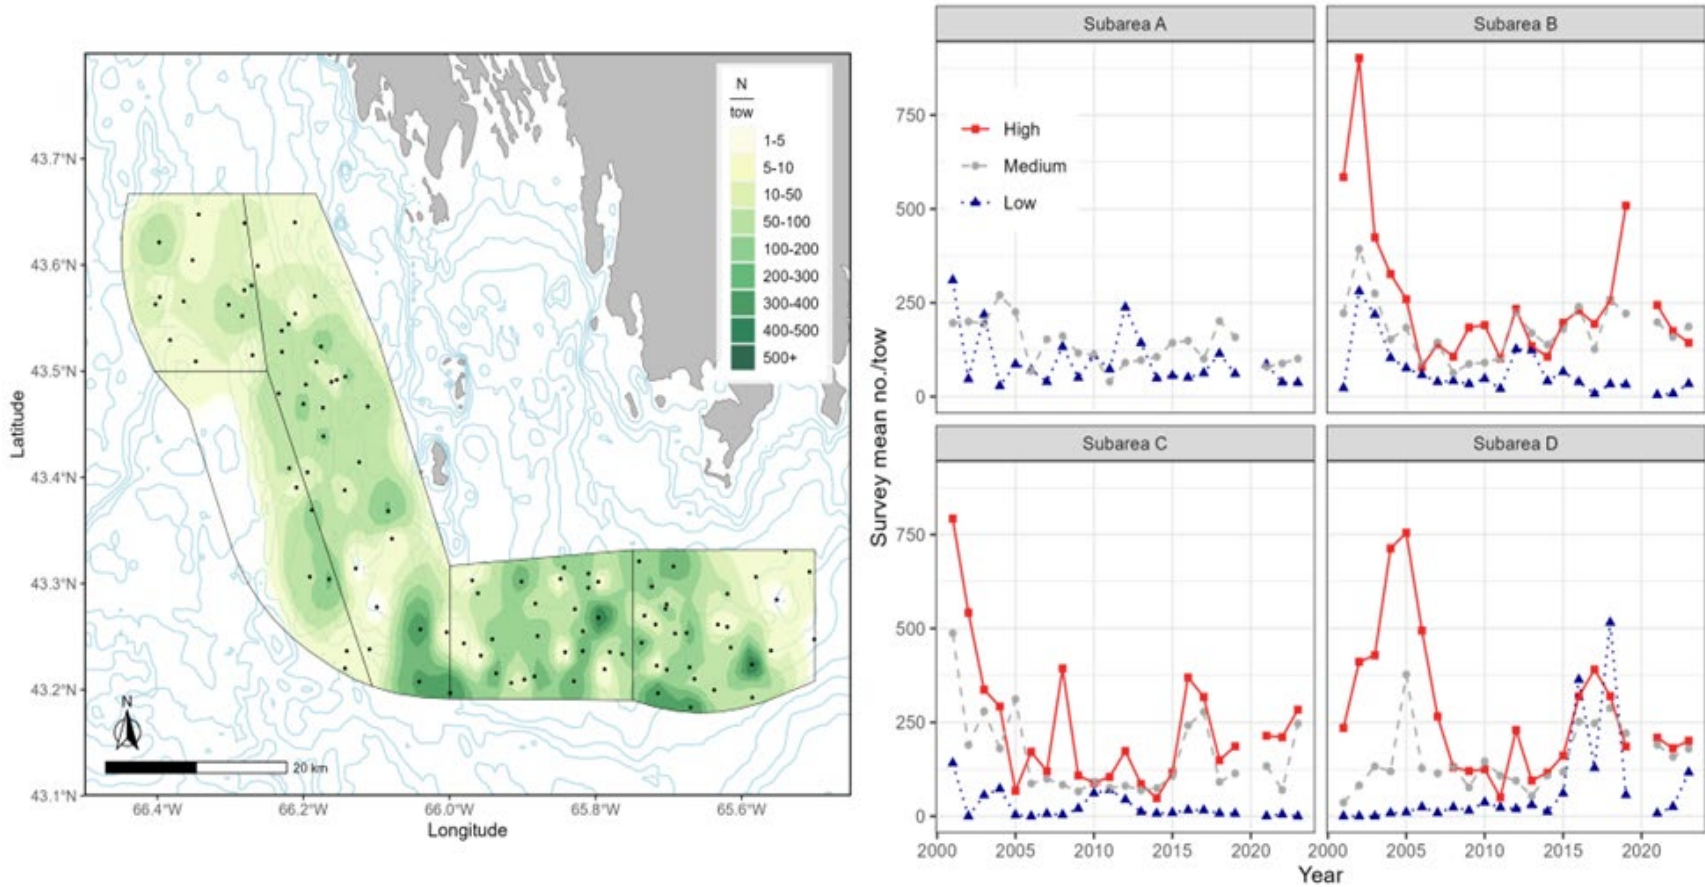 N
tow
1-5
5-10
10-50
50-100
100-200
200-300
300-400
400-500
500+
43.7°N
43.6°N
43.5°N
43.4°N
43.3°N
43.2°N
43.1°N
Latitude
N
20 km
66.4°W 66.2°W 66.0°W 65.8°W 65.6°W
Longitude
Subarea A
Subarea B
High
Medium
Low
750
500
250
0
Survey mean no./tow
Subarea C
Subarea D
750
500
250
0
2000 2005 2010 2015 2020
2000 2005 2010 2015 2020
Year